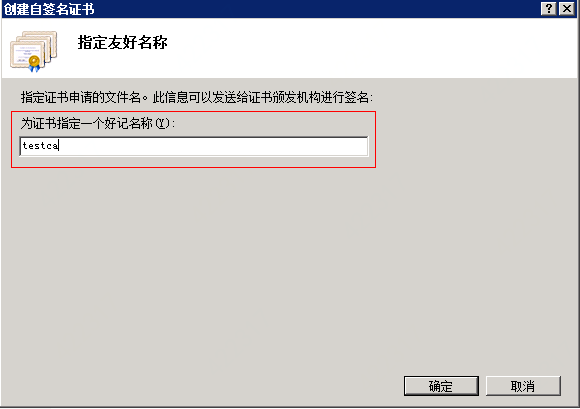 创建自签名证书
指定友好名称
指定证书申请的文件名。此信息可以发送给证书颁发机构进行签名:
为证书指定一个好记名称(Y):
testca
确定
取消